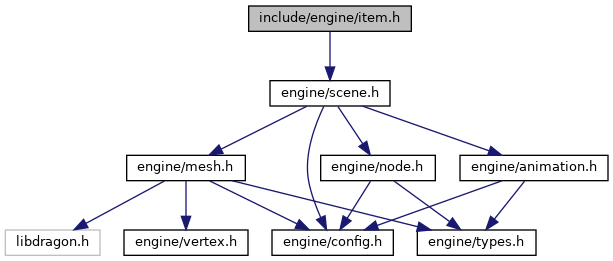 include/engine/item.h
engine/scene.h
engine/mesh.h
engine/node.h
engine/animation.h
libdragon.h
engine/vertex.h
engine/config.h
engine/types.h